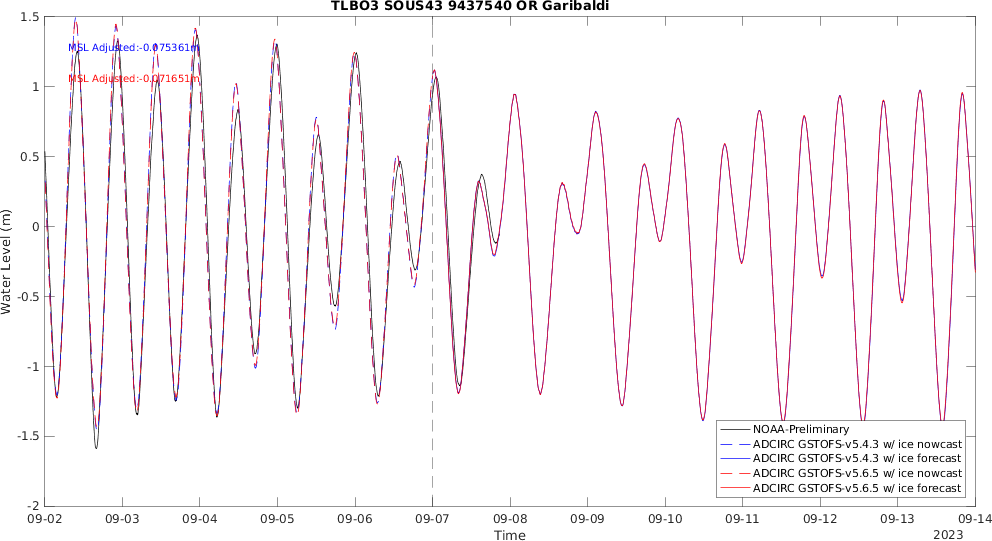 TLBO3 SOUS43 9437540 OR Garibaldi
1.5
MSL Adjusted:-0.075361m
1
MSL Adjusted:-0.071651m
0.5
0
Water Level (m)
-0.5
-1
-1.5
-2
NOAA-Preliminary
ADCIRC GSTOFS-v5.4.3 w/ ice nowcast
ADCIRC GSTOFS-v5.4.3 w/ ice forecast
ADCIRC GSTOFS-v5.6.5 w/ ice nowcast
ADCIRC GSTOFS-v5.6.5 w/ ice forecast
09-02 09-03 09-04 09-05 09-06 09-07 09-08 09-09 09-10 09-11 09-12 09-13 09-14
Time
2023